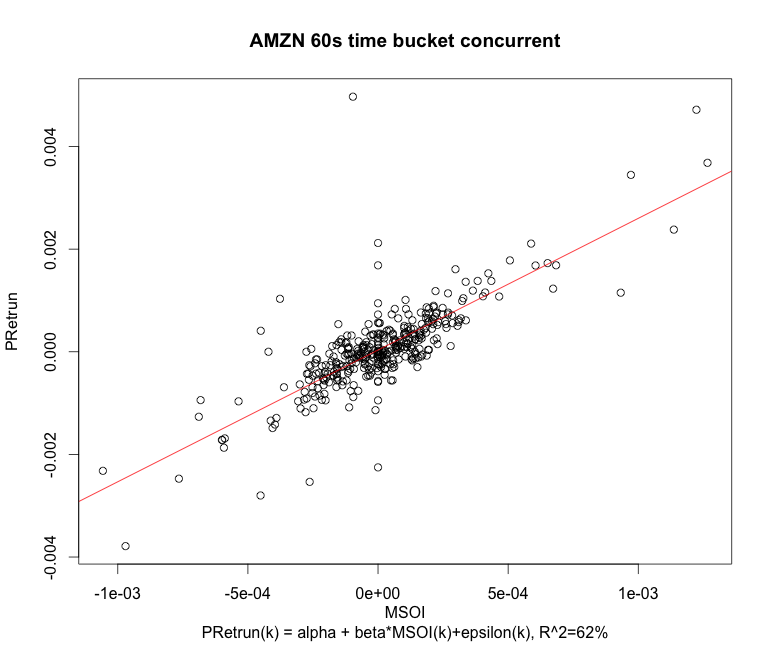 AMZN 60s time bucket concurrent
PRetrun
0.004
0.002
0.000
-0.002
-0.004
-1e-03 -5e-04 0e+00 5e-04 1e-03
MSOI
PRetrun(k) = alpha + beta*MSOI(k)+epsilon(k), R^2=62%